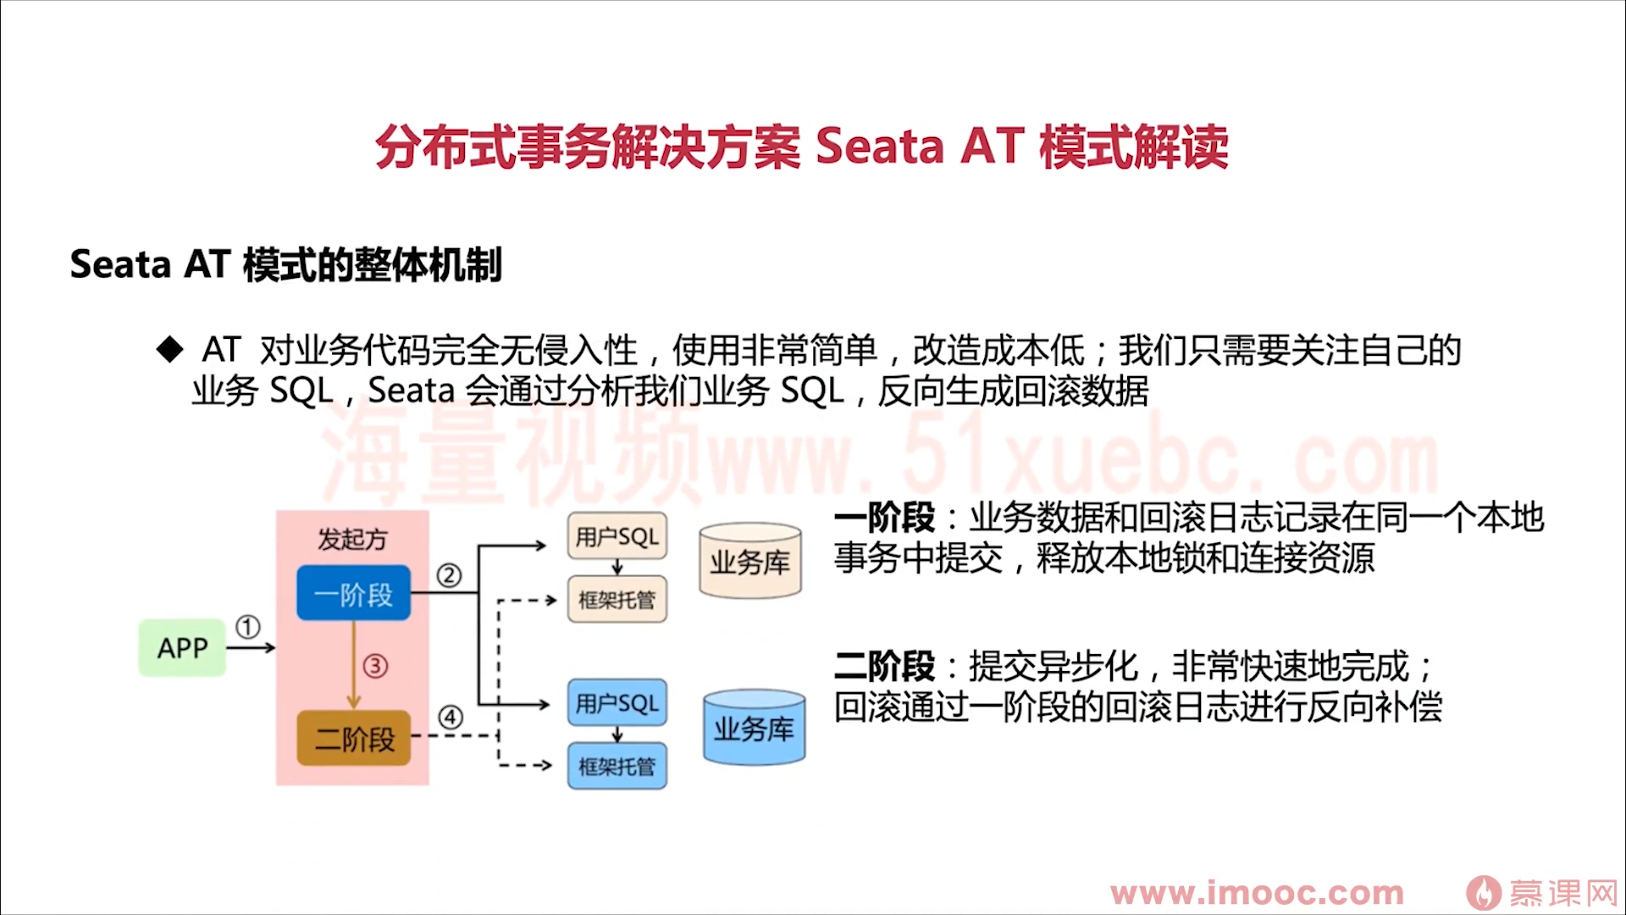 分布式事务解决方案 Seata AT 模式解读
Seata AT 模式的整体机制
◆ AT 对业务代码完全无侵入性，使用非常简单，改造成本低；我们只需要关注自己的
业务 SQL，Seata 会通过分析我们业务 SQL，反向生成回滚数据
海量视频www.51xuebc.com
APP
①
发起方
一阶段
③
二阶段
②
④
用户SQL
框架托管
业务库
用户SQL
框架托管
业务库
一阶段：业务数据和回滚日志记录在同一个本地
事务中提交，释放本地锁和连接资源
二阶段：提交异步化，非常快速地完成；
回滚通过一阶段的回滚日志进行反向补偿
www.imooc.com
慕课网